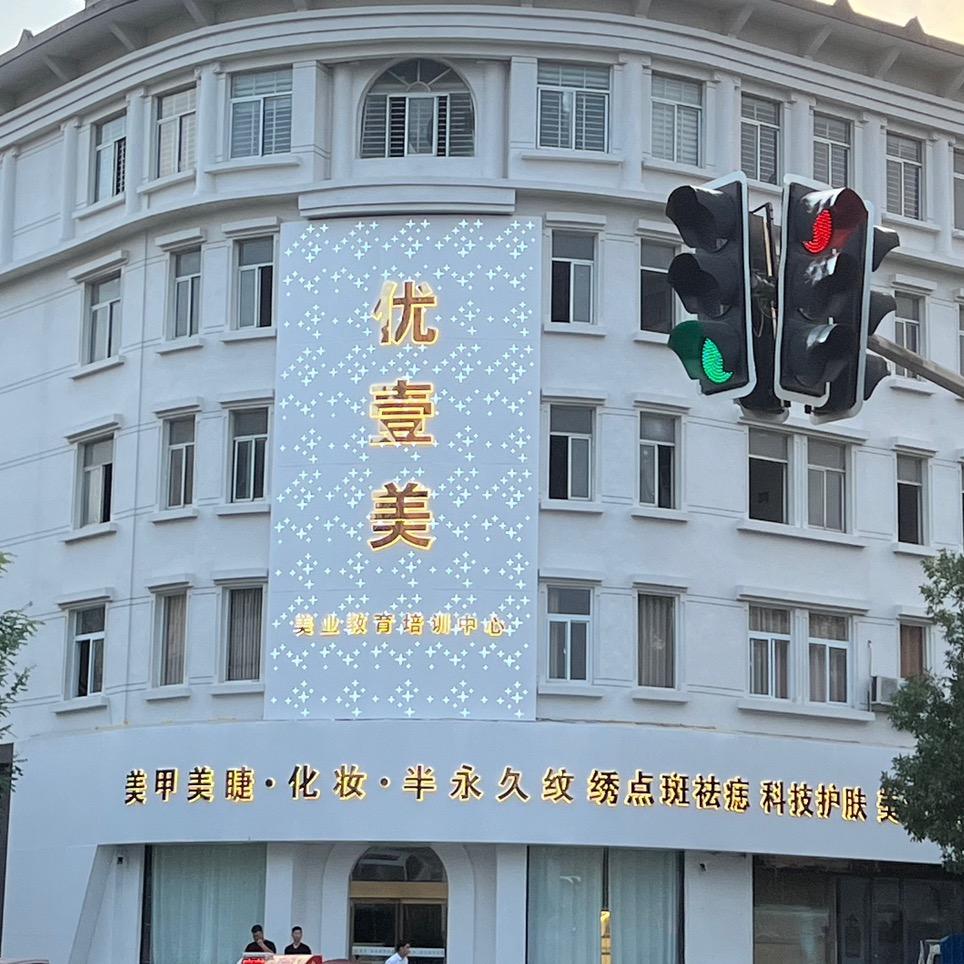 优壹美
美业教育培训中心
美甲美睫·化妆·半永久纹绣点斑祛痣 科技护肤 美